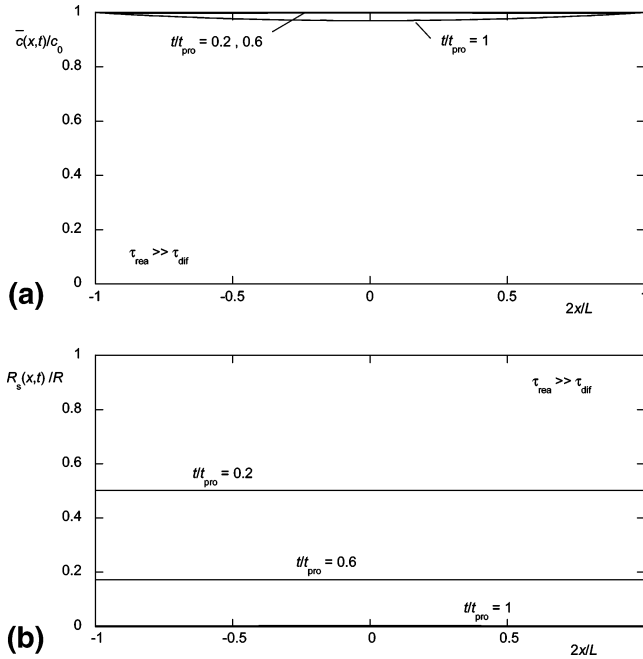 1
c̅(x,t)/c0
t/tpro = 0.2 , 0.6
t/tpro = 1
0.8
0.6
0.4
0.2
τrea >> τdif
0
(a)
-1 -0.5 0 0.5 1
2x/L
1
Rs(x,t) /R
τrea >> τdif
0.8
0.6
t/tpro = 0.2
0.4
t/tpro = 0.6
0.2
t/tpro = 1
0
(b)
-1 -0.5 0 0.5 1
2x/L